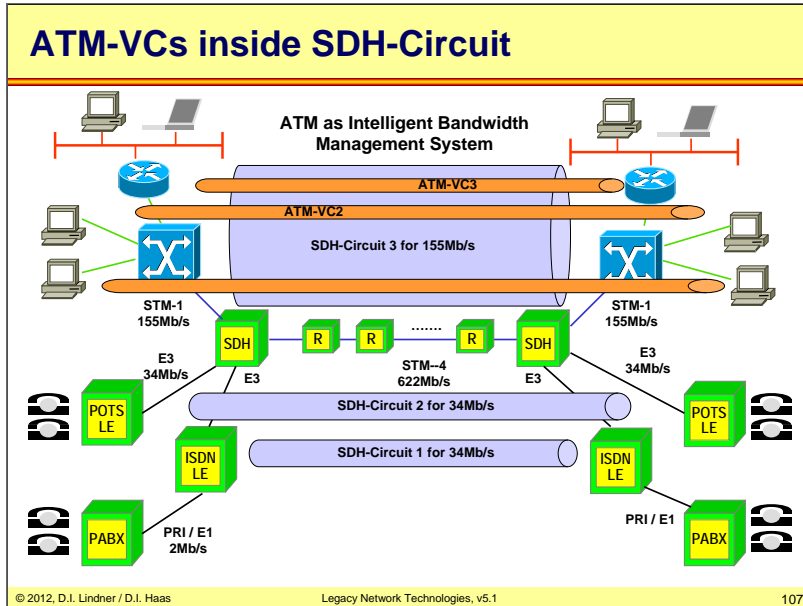 ATM-VCs inside SDH-Circuit
ATM as Intelligent Bandwidth
Management System
ATM-VC3
ATM-VC2
SDH-Circuit 3 for 155Mb/s
STM-1
155Mb/s
STM-1
155Mb/s
SDH
R
R
.......
R
SDH
E3
34Mb/s
E3
STM--4
622Mb/s
E3
E3
34Mb/s
POTS
LE
SDH-Circuit 2 for 34Mb/s
POTS
LE
ISDN
LE
SDH-Circuit 1 for 34Mb/s
ISDN
LE
PABX
PRI / E1
2Mb/s
PRI / E1
PABX
© 2012, D.I. Lindner / D.I. Haas
Legacy Network Technologies, v5.1
107